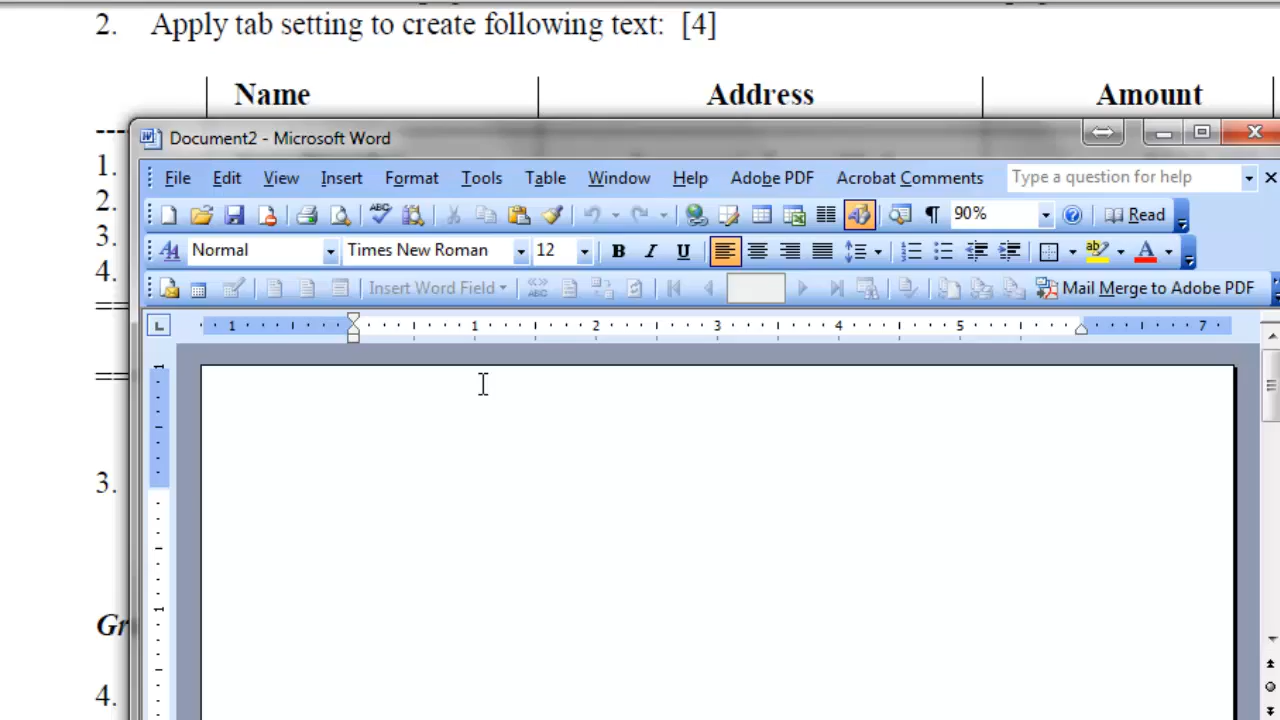 2. Apply tab setting to create following text: [4]
Name Address Amount
Document2 - Microsoft Word
1.
File Edit View Insert Format Tools Table Window Help Adobe PDF Acrobat Comments Type a question for help
2.
90% Read
3.
Normal Times New Roman 12 B I U
4.
Insert Word Field Mail Merge to Adobe PDF
==
1 1 2 3 4 5 7
1
==
3.
1
Gr
4.